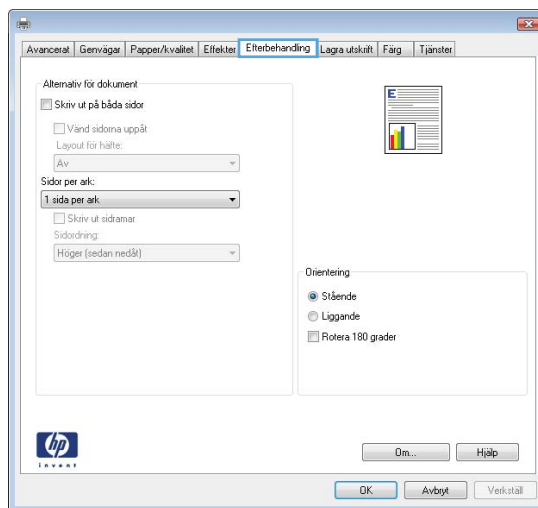 Avancerat Genvägar Papper/kvalitet Effekter Efterbehandling Lagra utskrift Färg Tjänster
Alternativ för dokument
Skriv ut på båda sidor
Vänd sidorna uppåt
Layout för häfte:
Av
Sidor per ark:
1 sida per ark
Skriv ut sidramar
Sidordning:
Höger (sedan nedåt)
E
Orientering
Stående
Liggande
Rotera 180 grader
hp
invent
Om... Hjälp
OK Avbryt Verkställ